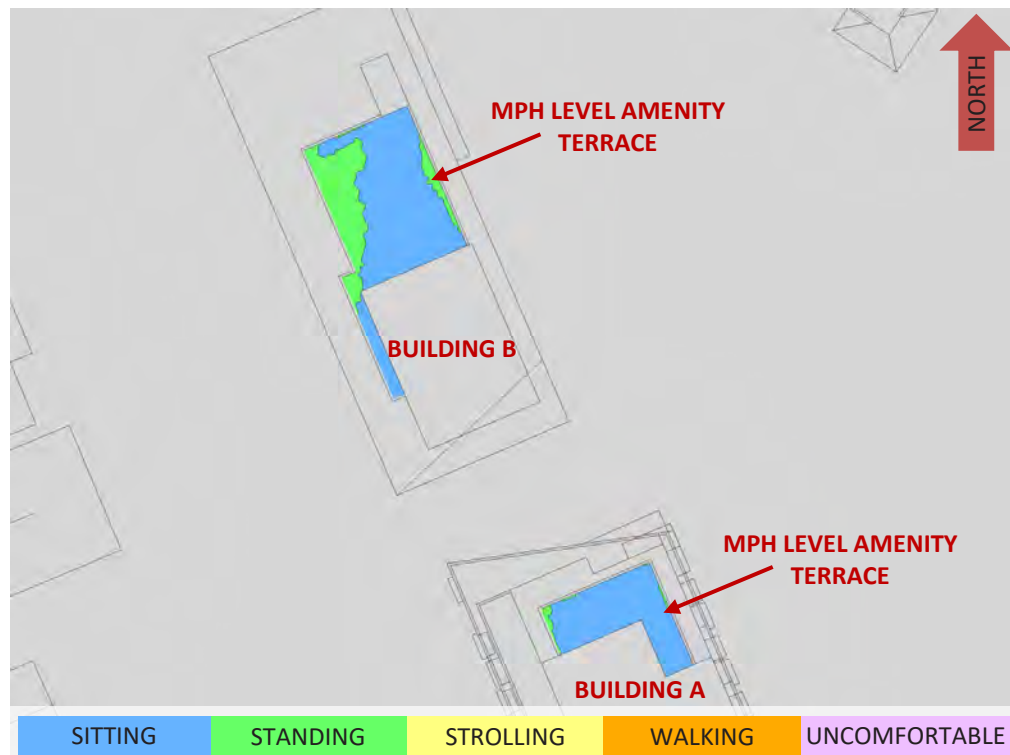 NORTH
MPH LEVEL AMENITY
TERRACE
BUILDING B
MPH LEVEL AMENITY
TERRACE
BUILDING A
SITTING
STANDING
STROLLING
WALKING
UNCOMFORTABLE